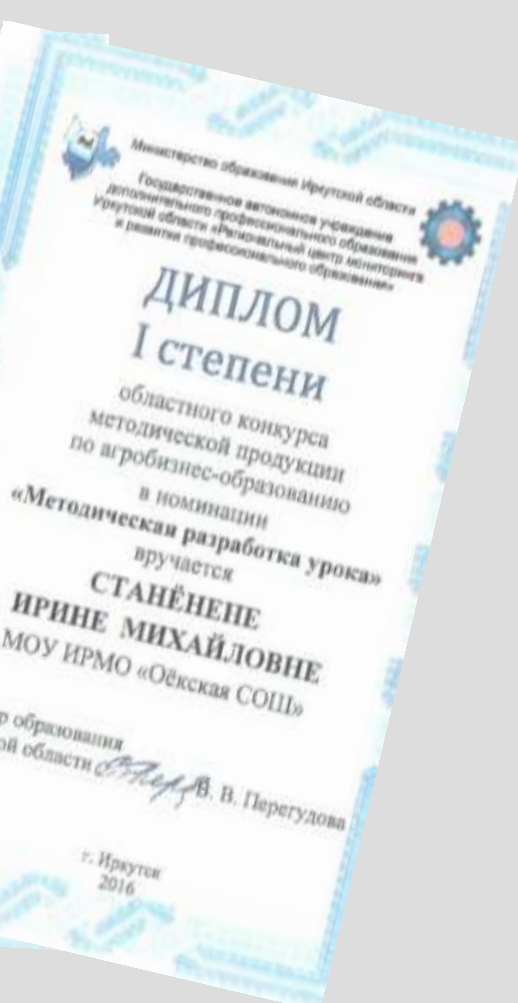 Министерство образования Иркутской области
Государственное автономное учреждение
дополнительного профессионального образования
Иркутской области «Региональный центр мониторинга
и развития профессионального образования»
ДИПЛОМ
I степени
областного конкурса
методической продукции
по агробизнес-образованию
в номинации
«Методическая разработка урока»
вручается
СТАНЁНЕПЕ
ИРИНЕ МИХАЙЛОВНЕ
МОУ ИРМО «Оёкская СОШ»
р образования
ой области
В. В. Перегудова
г. Иркутск
2016